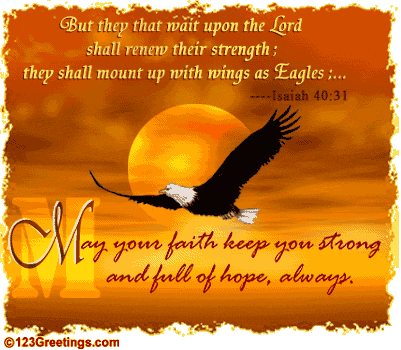 But they that wait upon the Lord
shall renew their strength;
they shall mount up with wings as Eagles;...
----Isaiah 40:31
M
May your faith keep you strong
and full of hope, always.
©123Greetings.com